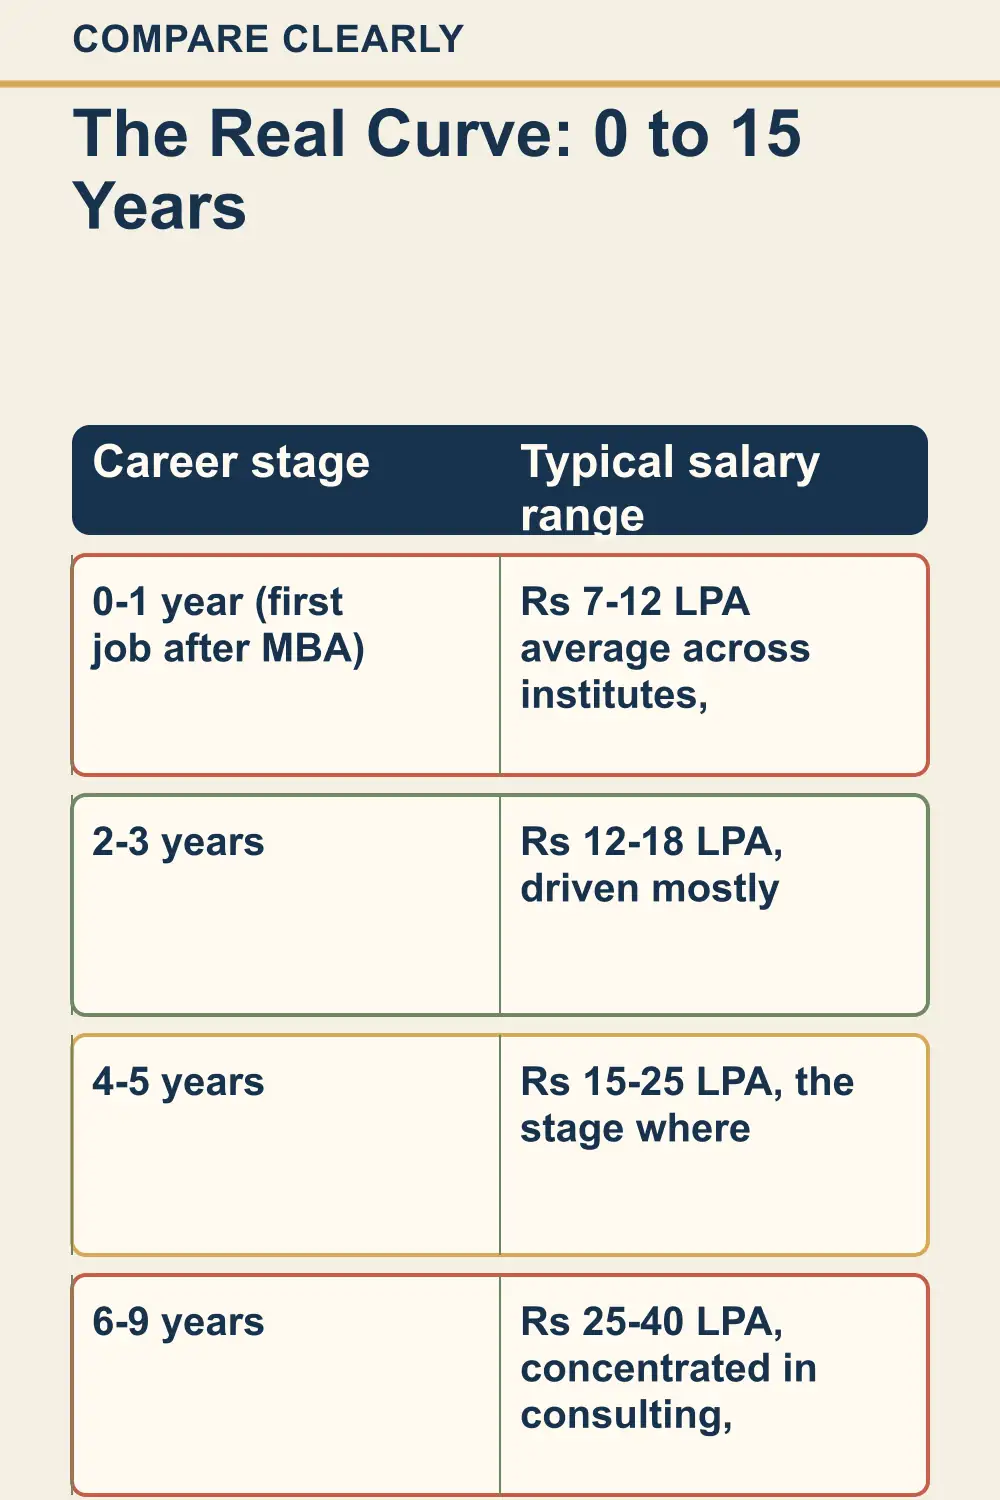 COMPARE CLEARLY
The Real Curve: 0 to 15
Years
Career stage
Typical salary
range
0-1 year (first
job after MBA)
Rs 7-12 LPA
average across
institutes,
2-3 years
Rs 12-18 LPA,
driven mostly
4-5 years
Rs 15-25 LPA, the
stage where
6-9 years
Rs 25-40 LPA,
concentrated in
consulting,